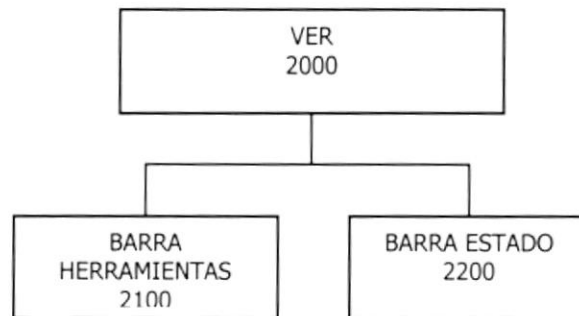 VER
2000
BARRA
HERRAMIENTAS
2100
BARRA ESTADO
2200